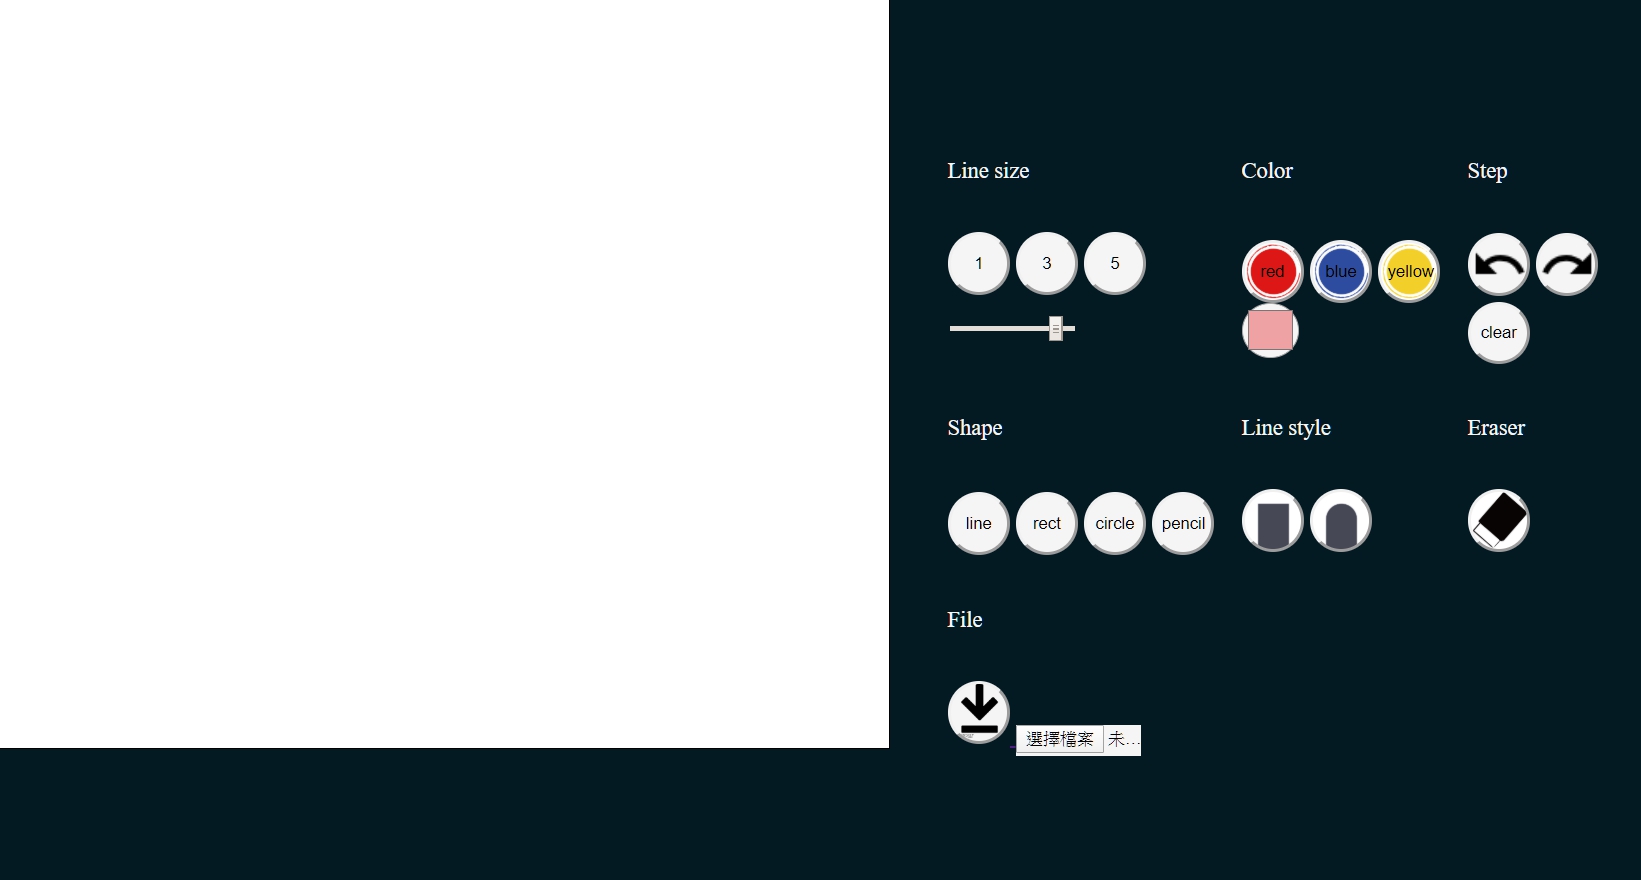 Line size
1 3 5
Color
red blue yellow
Step
clear
Shape
line rect circle pencil
Line style
Eraser
File
選擇檔案 未...